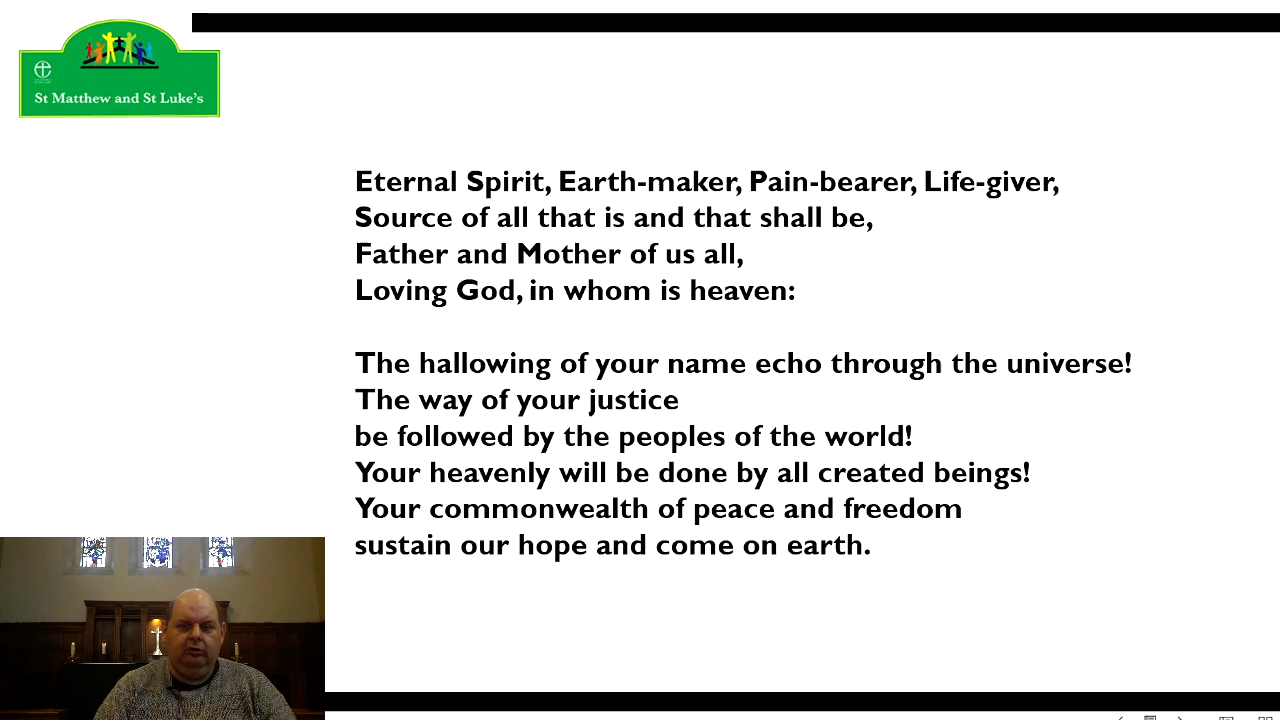 St Matthew and St Luke's
Eternal Spirit, Earth-maker, Pain-bearer, Life-giver,
Source of all that is and that shall be,
Father and Mother of us all,
Loving God, in whom is heaven:
The hallowing of your name echo through the universe!
The way of your justice
be followed by the peoples of the world!
Your heavenly will be done by all created beings!
Your commonwealth of peace and freedom
sustain our hope and come on earth.